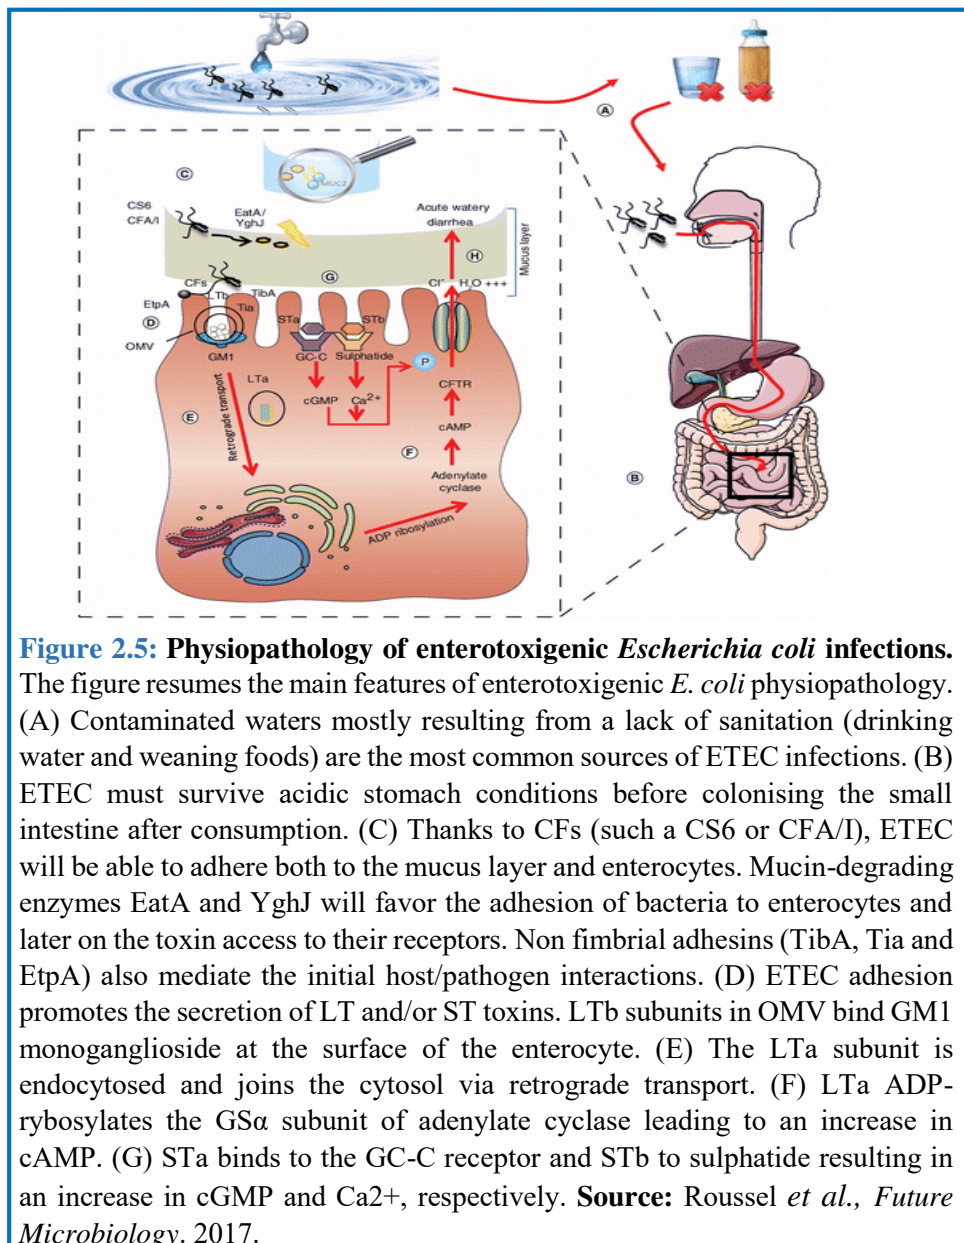 A
C
MUC2
CS6
CFA/I
EatA/
YghJ
Acute watery
diarrhea
Mucus layer
H
G
CFs
LTb
TibA
Cl⁻ H₂O +++
EtpA
Tia
STa
STb
D
OMV
GM1
GC-C
Sulphatide
P
LTa
cGMP
Ca²⁺
CFTR
E
Retrograde transport
cAMP
F
Adenylate
cyclase
ADP ribosylation
B
Figure 2.5: Physiopathology of enterotoxigenic Escherichia coli infections.
The figure resumes the main features of enterotoxigenic E. coli physiopathology.
(A) Contaminated waters mostly resulting from a lack of sanitation (drinking
water and weaning foods) are the most common sources of ETEC infections. (B)
ETEC must survive acidic stomach conditions before colonising the small
intestine after consumption. (C) Thanks to CFs (such a CS6 or CFA/I), ETEC
will be able to adhere both to the mucus layer and enterocytes. Mucin-degrading
enzymes EatA and YghJ will favor the adhesion of bacteria to enterocytes and
later on the toxin access to their receptors. Non fimbrial adhesins (TibA, Tia and
EtpA) also mediate the initial host/pathogen interactions. (D) ETEC adhesion
promotes the secretion of LT and/or ST toxins. LTb subunits in OMV bind GM1
monoganglioside at the surface of the enterocyte. (E) The LTa subunit is
endocytosed and joins the cytosol via retrograde transport. (F) LTa ADP-
rybosylates the GSα subunit of adenylate cyclase leading to an increase in
cAMP. (G) STa binds to the GC-C receptor and STb to sulphatide resulting in
an increase in cGMP and Ca2+, respectively. Source: Roussel et al., Future
Microbiology. 2017.